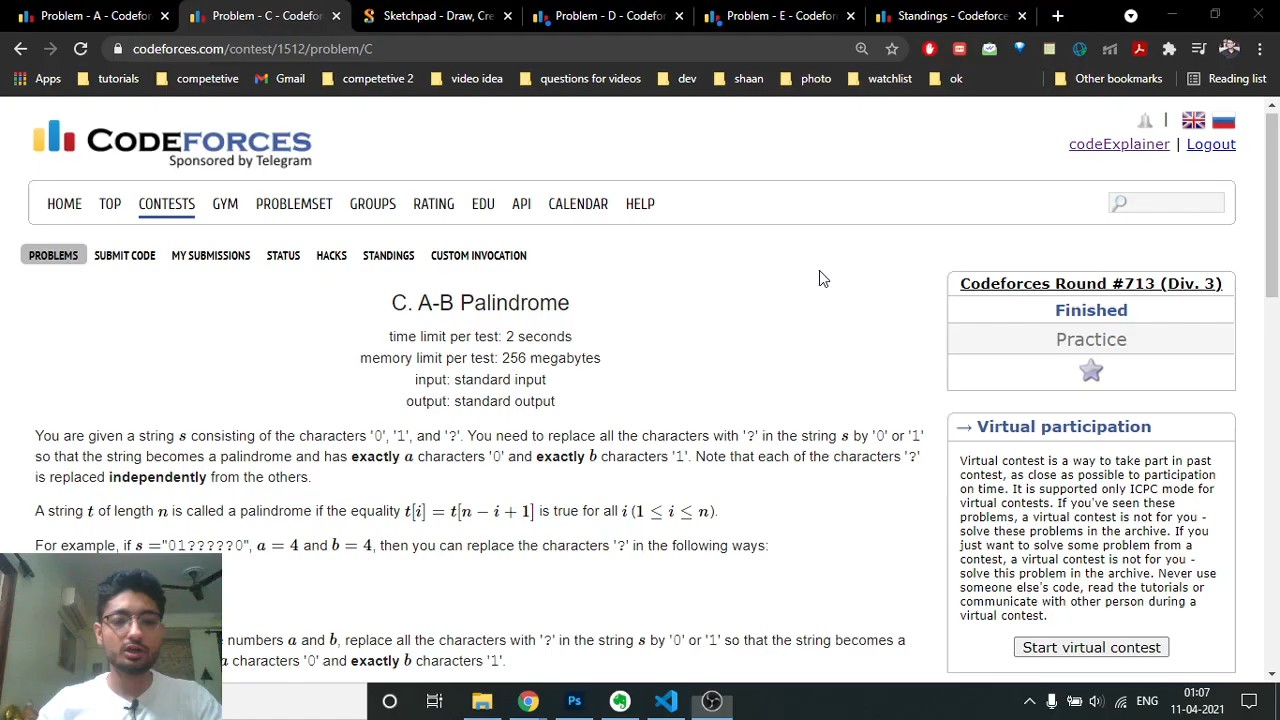 Problem - A - Codeforces
Problem - C - Codefor
Sketchpad - Draw, Cre
Problem - D - Codefor
Problem - E - Codefor
Standings - Codeforce
codeforces.com/contest/1512/problem/C
Apps
tutorials
competetive
Gmail
competetive 2
video idea
questions for videos
dev
shaan
photo
watchlist
ok
Other bookmarks
Reading list
CODEFORCES
Sponsored by Telegram
codeExplainer | Logout
HOME TOP CONTESTS GYM PROBLEMSET GROUPS RATING EDU API CALENDAR HELP
PROBLEMS SUBMIT CODE MY SUBMISSIONS STATUS HACKS STANDINGS CUSTOM INVOCATION
C. A-B Palindrome
time limit per test: 2 seconds
memory limit per test: 256 megabytes
input: standard input
output: standard output
You are given a string s consisting of the characters '0', '1', and '?'. You need to replace all the characters with '?' in the string s by '0' or '1'
so that the string becomes a palindrome and has exactly a characters '0' and exactly b characters '1'. Note that each of the characters '?'
is replaced independently from the others.
A string t of length n is called a palindrome if the equality t[i] = t[n − i + 1] is true for all i (1 ≤ i ≤ n).
For example, if s ="01?????0", a = 4 and b = 4, then you can replace the characters '?' in the following ways:
numbers a and b, replace all the characters with '?' in the string s by '0' or '1' so that the string becomes a
a characters '0' and exactly b characters '1'.
Codeforces Round #713 (Div. 3)
Finished
Practice
→ Virtual participation
Virtual contest is a way to take part in past
contest, as close as possible to participation
on time. It is supported only ICPC mode for
virtual contests. If you've seen these
problems, a virtual contest is not for you -
solve these problems in the archive. If you
just want to solve some problem from a
contest, a virtual contest is not for you -
solve this problem in the archive. Never use
someone else's code, read the tutorials or
communicate with other person during a
virtual contest.
Start virtual contest
Ps
ENG
01:07
11-04-2021